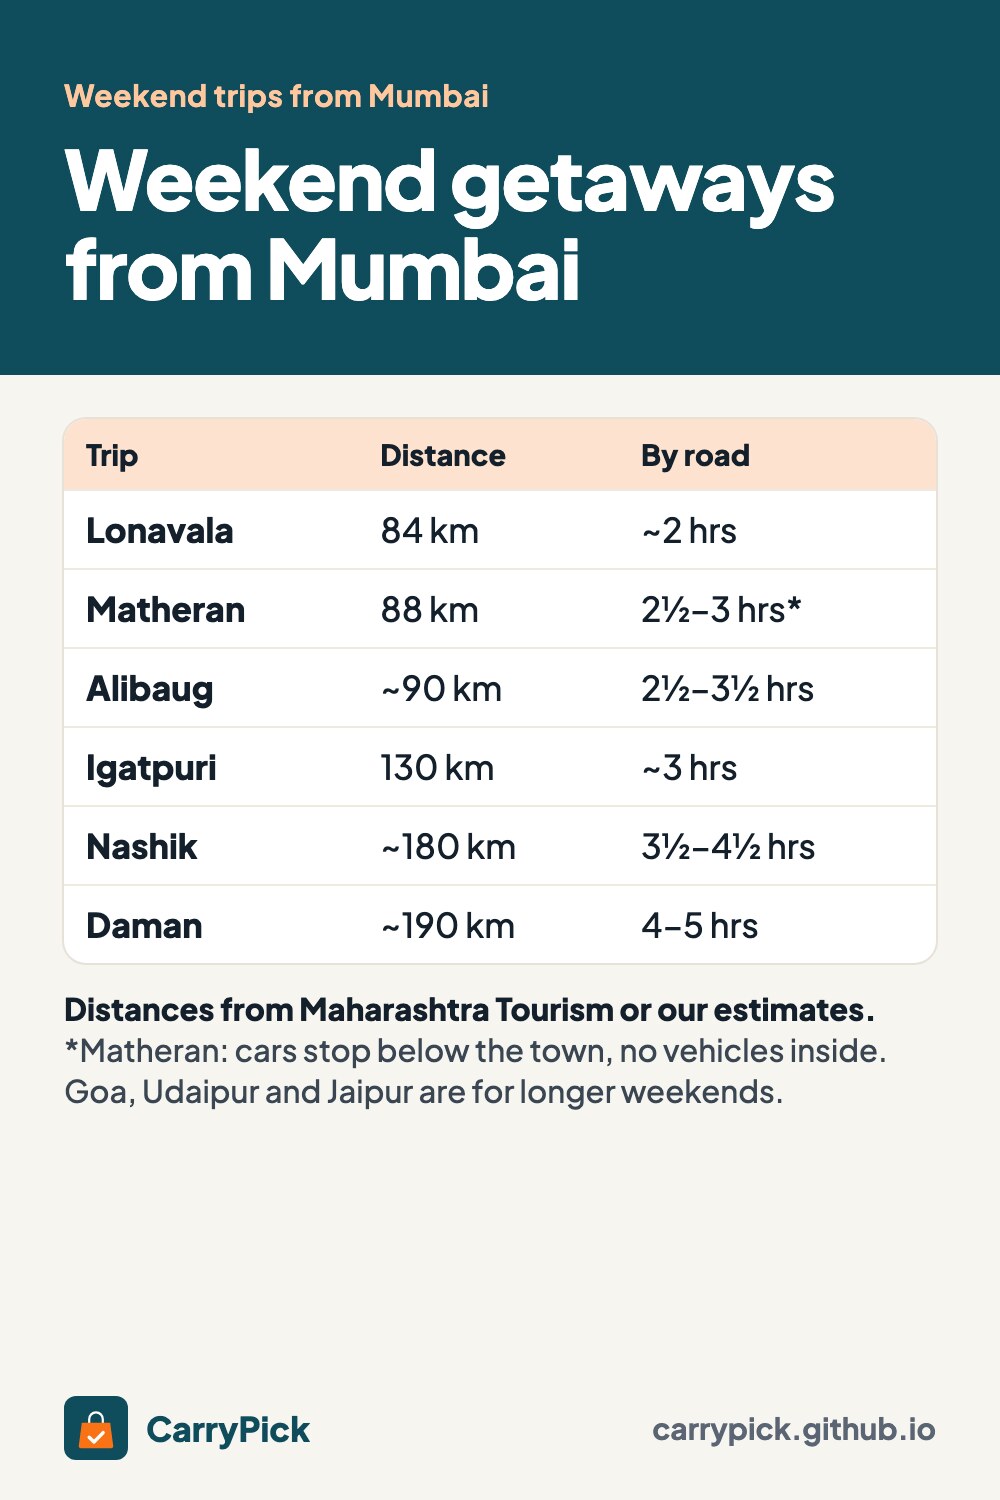 Weekend trips from Mumbai
Weekend getaways
from Mumbai
Trip Distance By road
Lonavala 84 km ~2 hrs
Matheran 88 km 2½–3 hrs*
Alibaug ~90 km 2½–3½ hrs
Igatpuri 130 km ~3 hrs
Nashik ~180 km 3½–4½ hrs
Daman ~190 km 4–5 hrs
Distances from Maharashtra Tourism or our estimates.
*Matheran: cars stop below the town, no vehicles inside.
Goa, Udaipur and Jaipur are for longer weekends.
CarryPick carrypick.github.io